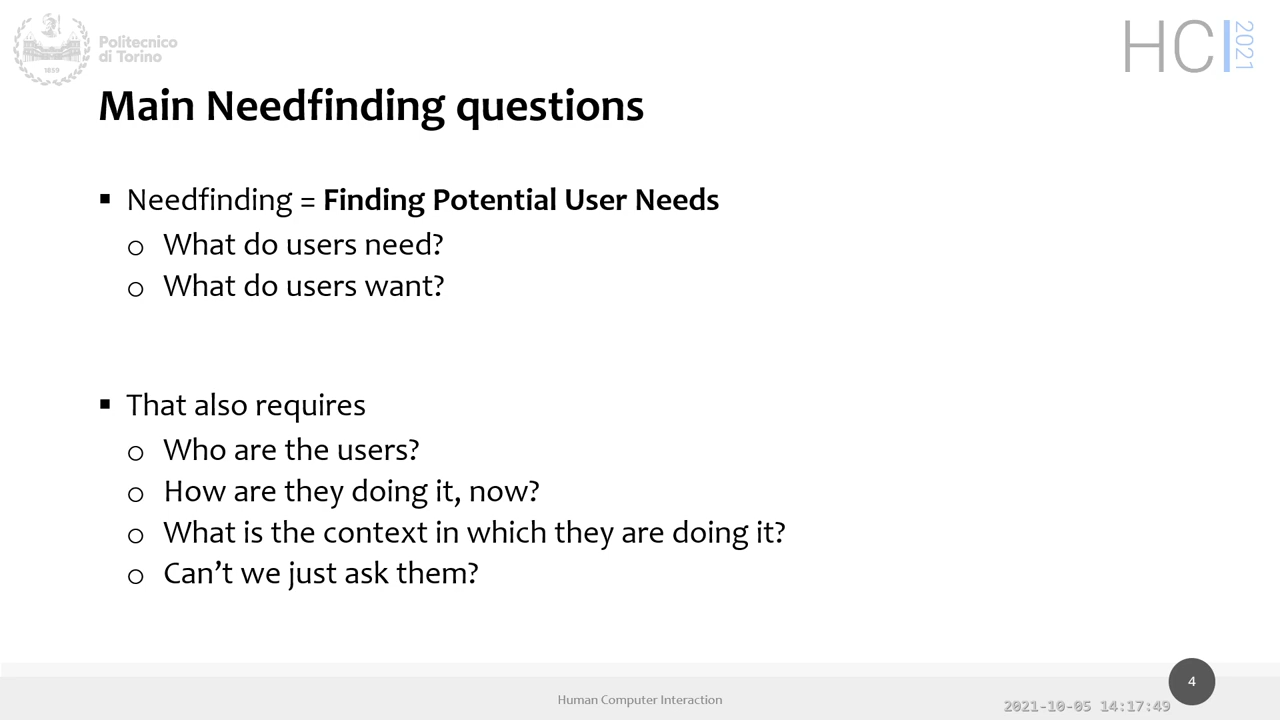 Politecnico
di Torino
1859
HCI 2021
Main Needfinding questions
▪ Needfinding = Finding Potential User Needs
o What do users need?
o What do users want?
▪ That also requires
o Who are the users?
o How are they doing it, now?
o What is the context in which they are doing it?
o Can’t we just ask them?
Human Computer Interaction
4
2021-10-05 14:17:49